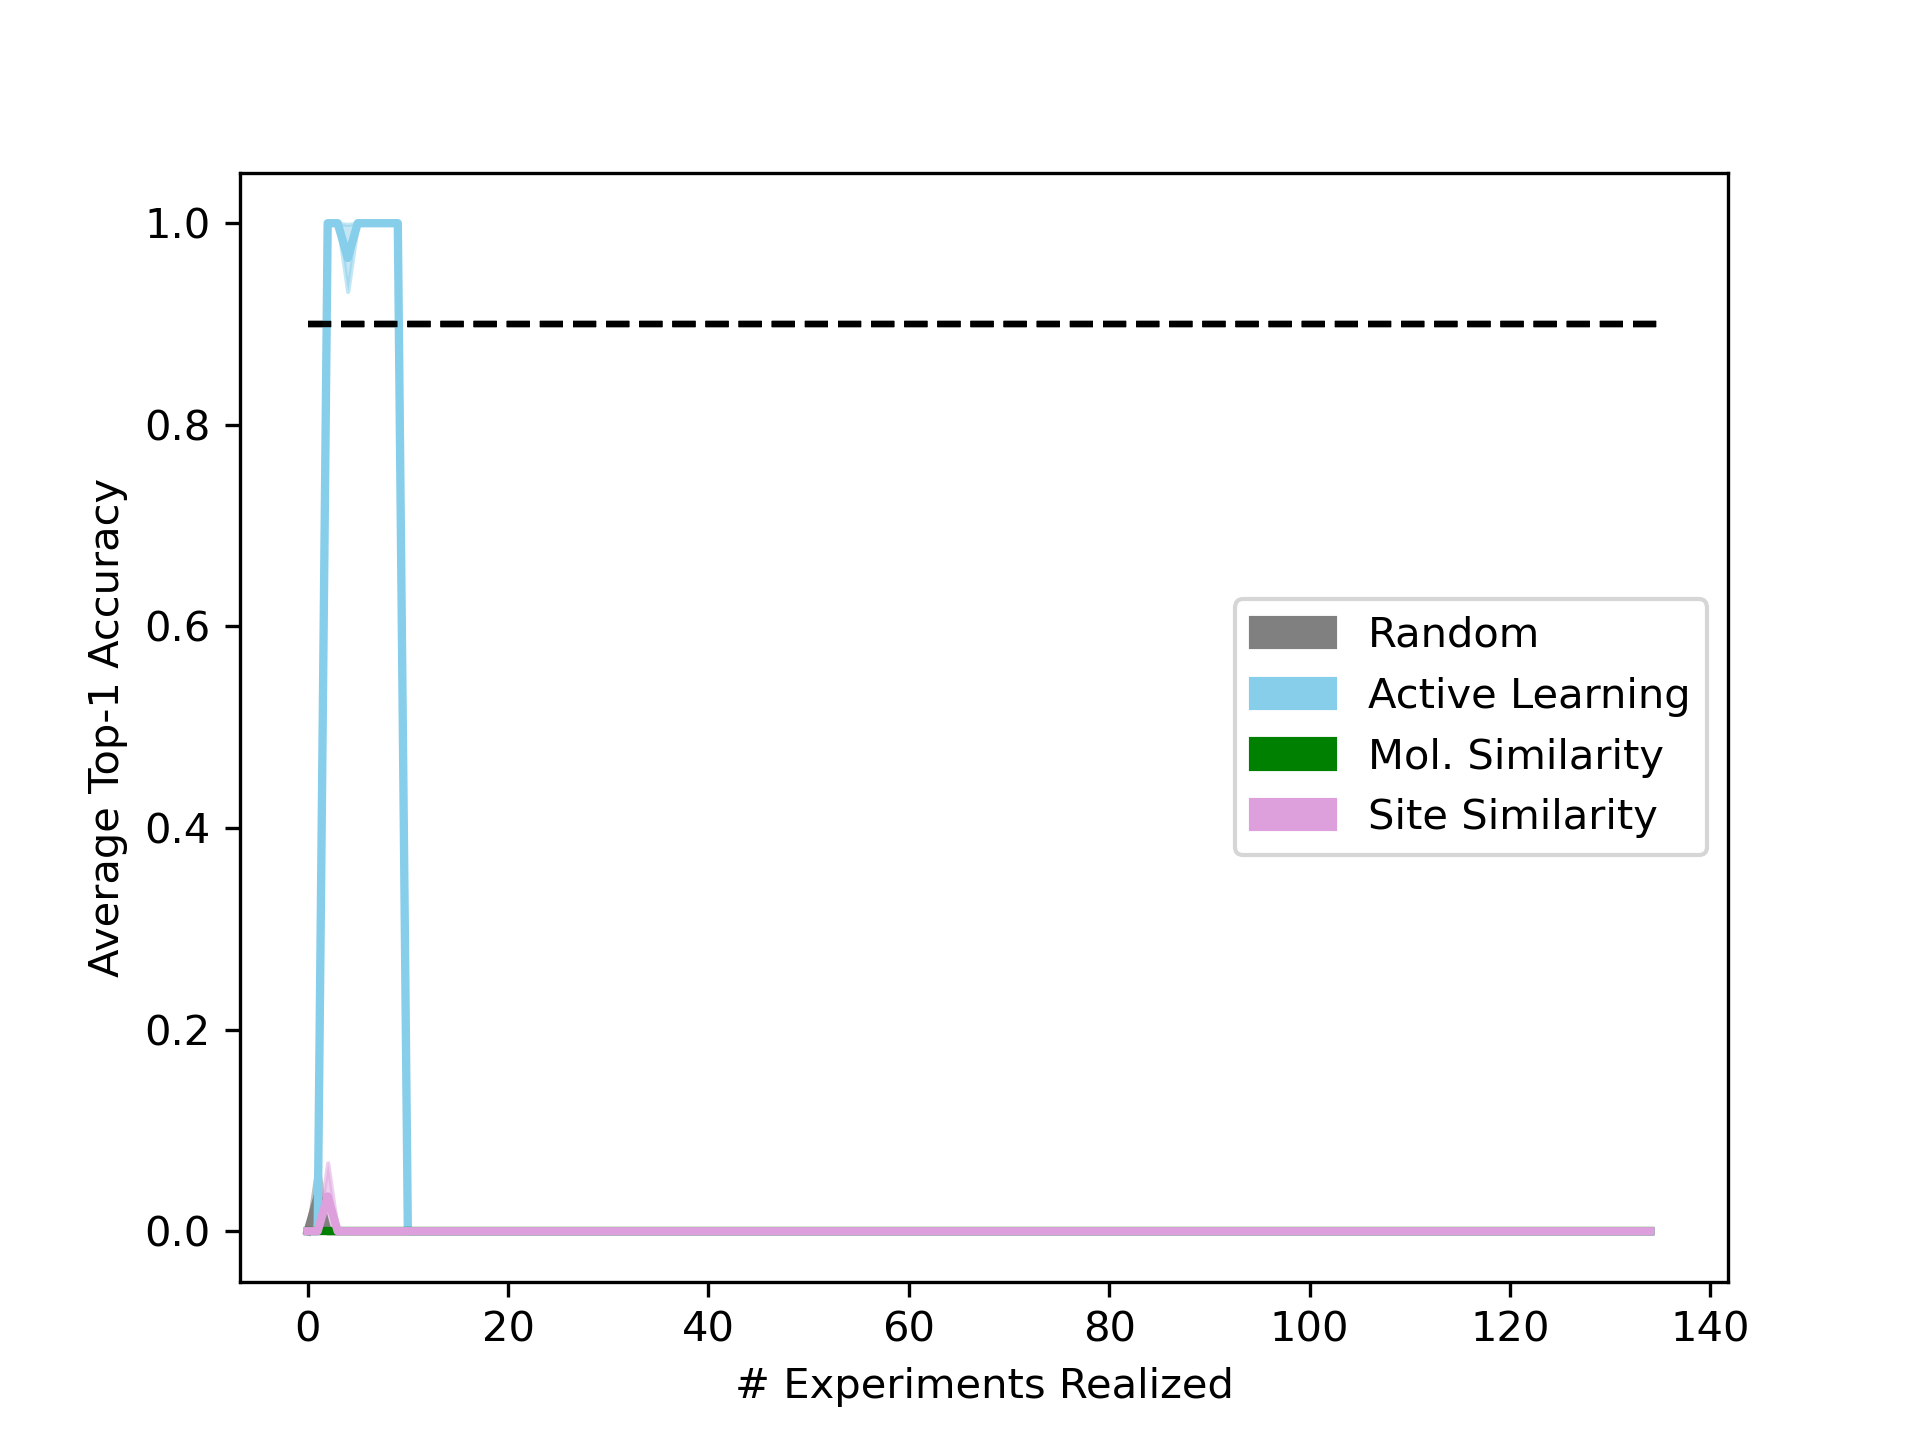 1.0
0.8
0.6
0.4
0.2
0.0
Average Top-1 Accuracy
Random
Active Learning
Mol. Similarity
Site Similarity
0 20 40 60 80 100 120 140
# Experiments Realized